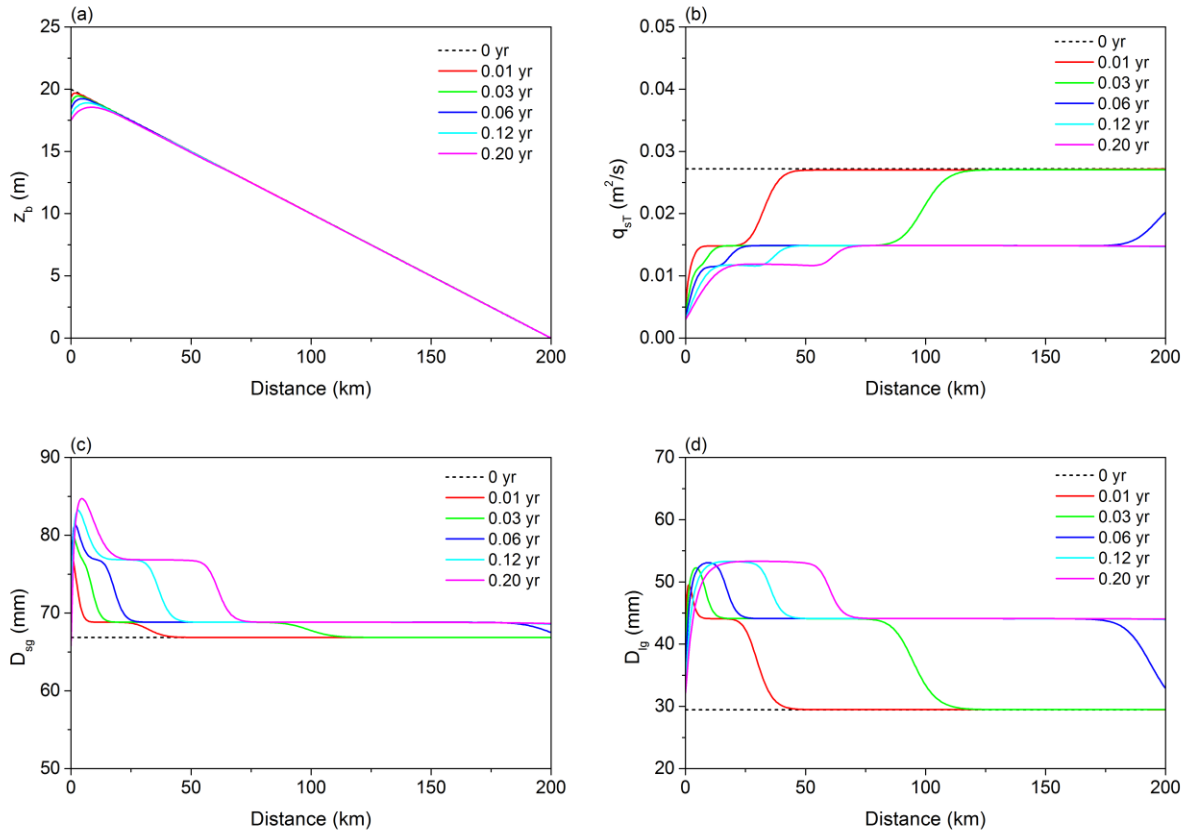 (a)
25
20
15
10
5
0
z_b (m)
0 50 100 150 200
Distance (km)
0 yr
0.01 yr
0.03 yr
0.06 yr
0.12 yr
0.20 yr
(b)
0.05
0.04
0.03
0.02
0.01
0.00
q_sT (m²/s)
0 50 100 150 200
Distance (km)
0 yr
0.01 yr
0.03 yr
0.06 yr
0.12 yr
0.20 yr
(c)
90
80
70
60
50
D_sg (mm)
0 50 100 150 200
Distance (km)
0 yr
0.01 yr
0.03 yr
0.06 yr
0.12 yr
0.20 yr
(d)
70
60
50
40
30
20
D_lg (mm)
0 50 100 150 200
Distance (km)
0 yr
0.01 yr
0.03 yr
0.06 yr
0.12 yr
0.20 yr